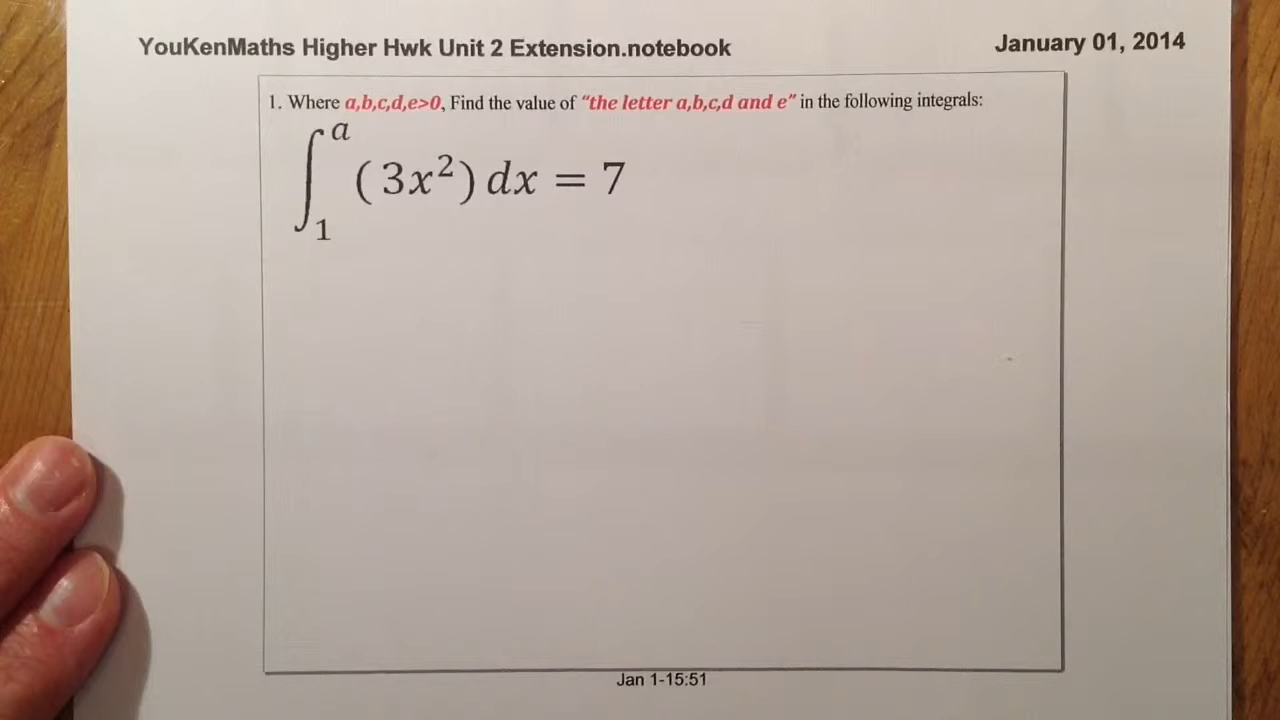 YouKenMaths Higher Hwk Unit 2 Extension.notebook
January 01, 2014
1. Where a,b,c,d,e>0, Find the value of “the letter a,b,c,d and e” in the following integrals:
∫₁ᵃ (3x²) dx = 7
Jan 1-15:51